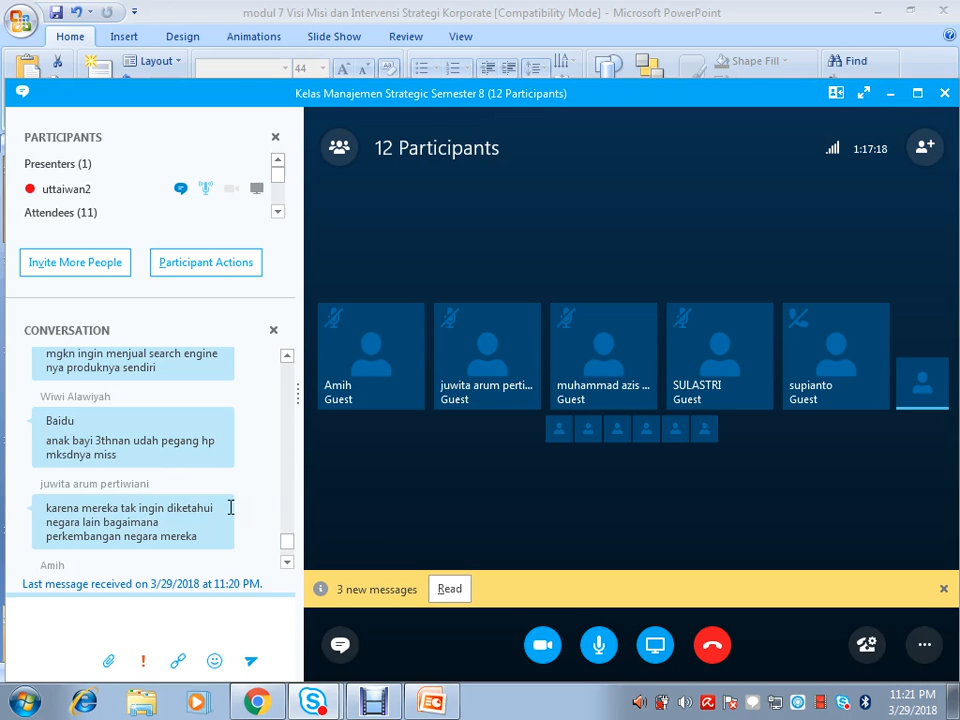 modul 7 Visi Misi dan Intervensi Strategi Korporate [Compatibility Mode] - Microsoft PowerPoint
Home Insert Design Animations Slide Show Review View
Layout 44 A A Shape Fill Find
Kelas Manajemen Strategic Semester 8 (12 Participants)
PARTICIPANTS
Presenters (1)
uttaiwan2
Attendees (11)
Invite More People
Participant Actions
12 Participants
1:17:18
CONVERSATION
mgkn ingin menjual search engine
nya produknya sendiri
Wiwi Alawiyah
Baidu
anak bayi 3thnan udah pegang hp
mksdnya miss
juwita arum pertiwiani
karena mereka tak ingin diketahui
negara lain bagaimana
perkembangan negara mereka
Amih
Last message received on 3/29/2018 at 11:20 PM.
Amih
Guest
juwita arum perti...
Guest
muhammad azis ...
Guest
SULASTRI
Guest
supianto
Guest
3 new messages
Read
11:21 PM
3/29/2018